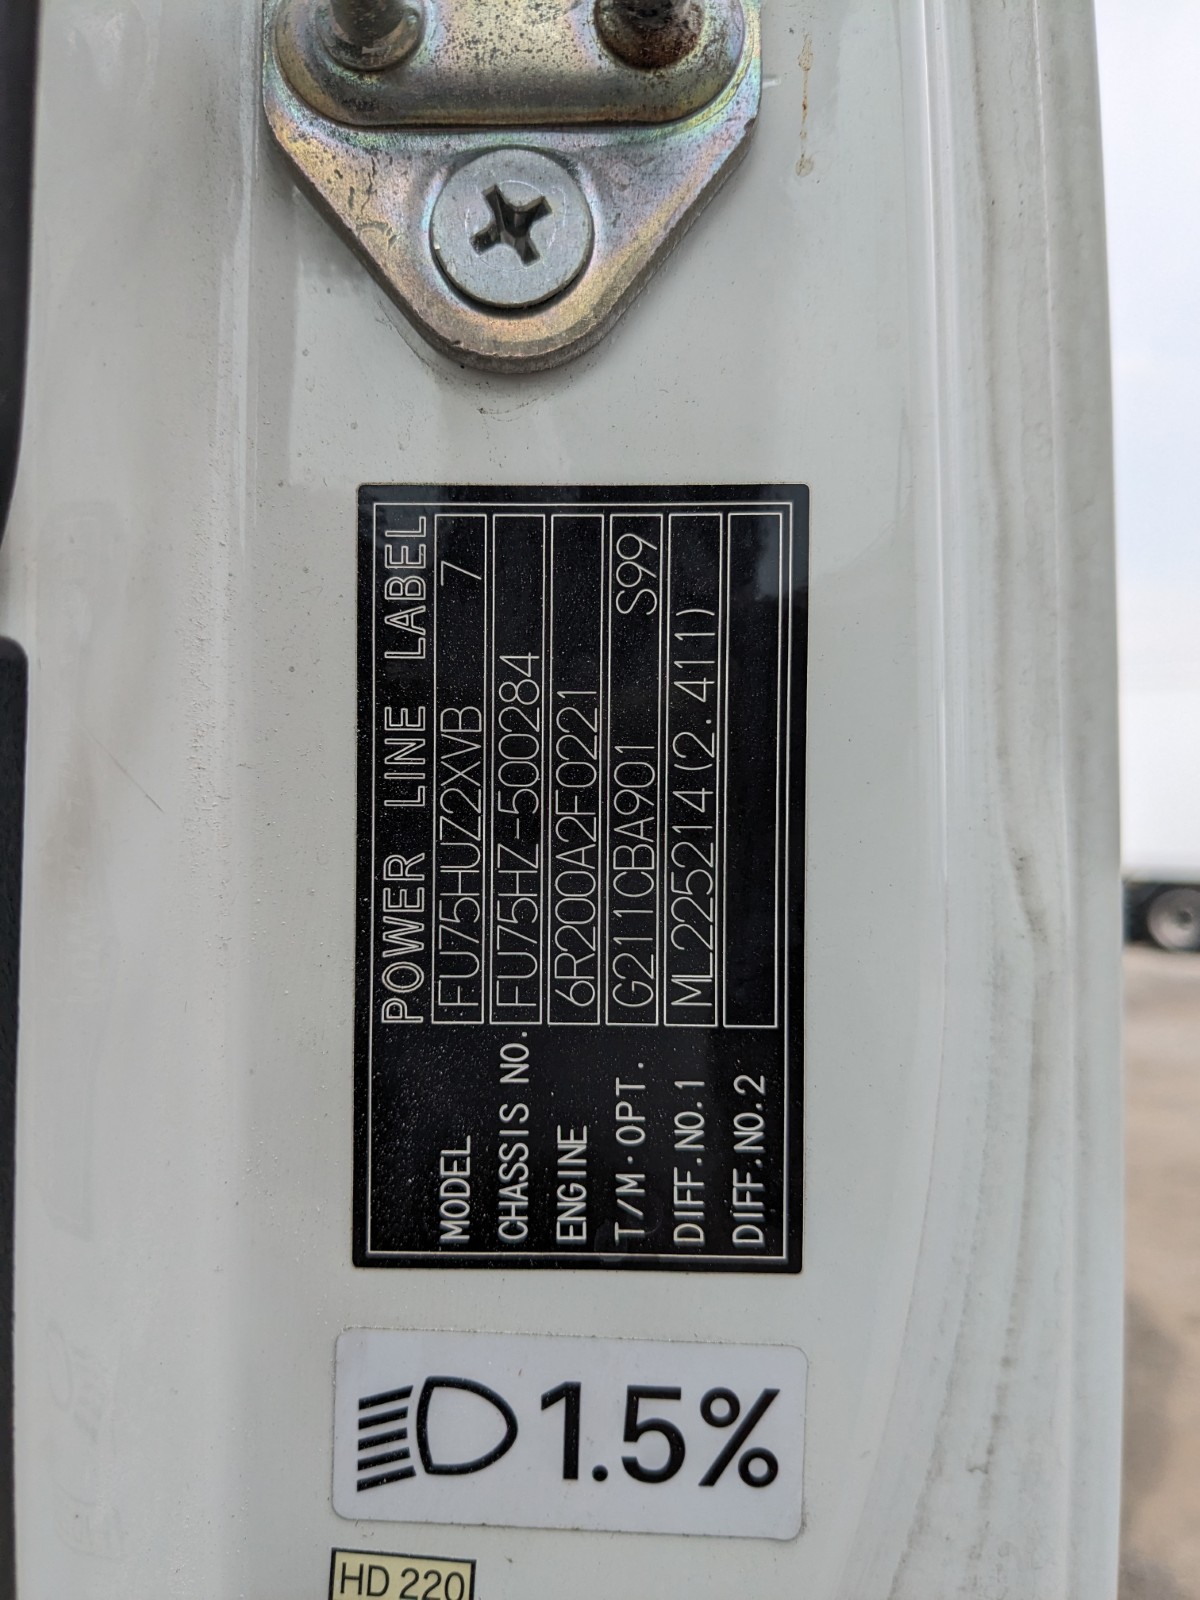 POWER LINE LABEL
MODEL FU75HUZ2XVB 7
CHASSIS NO. FU75HZ-500284
ENGINE 6R200A2F0221
T/M·OPT. G211CBA901 S99
DIFF.NO.1 ML225214(2.411)
DIFF.NO.2
1.5%
HD 220